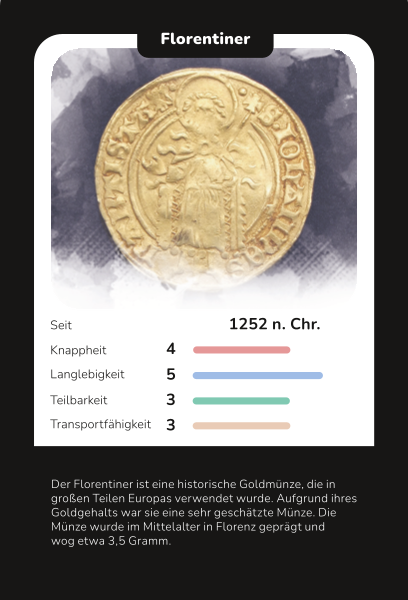 Florentiner
Seit 1252 n. Chr.
Knappheit 4
Langlebigkeit 5
Teilbarkeit 3
Transportfähigkeit 3
Der Florentiner ist eine historische Goldmünze, die in
großen Teilen Europas verwendet wurde. Aufgrund ihres
Goldgehalts war sie eine sehr geschätzte Münze. Die
Münze wurde im Mittelalter in Florenz geprägt und
wog etwa 3,5 Gramm.